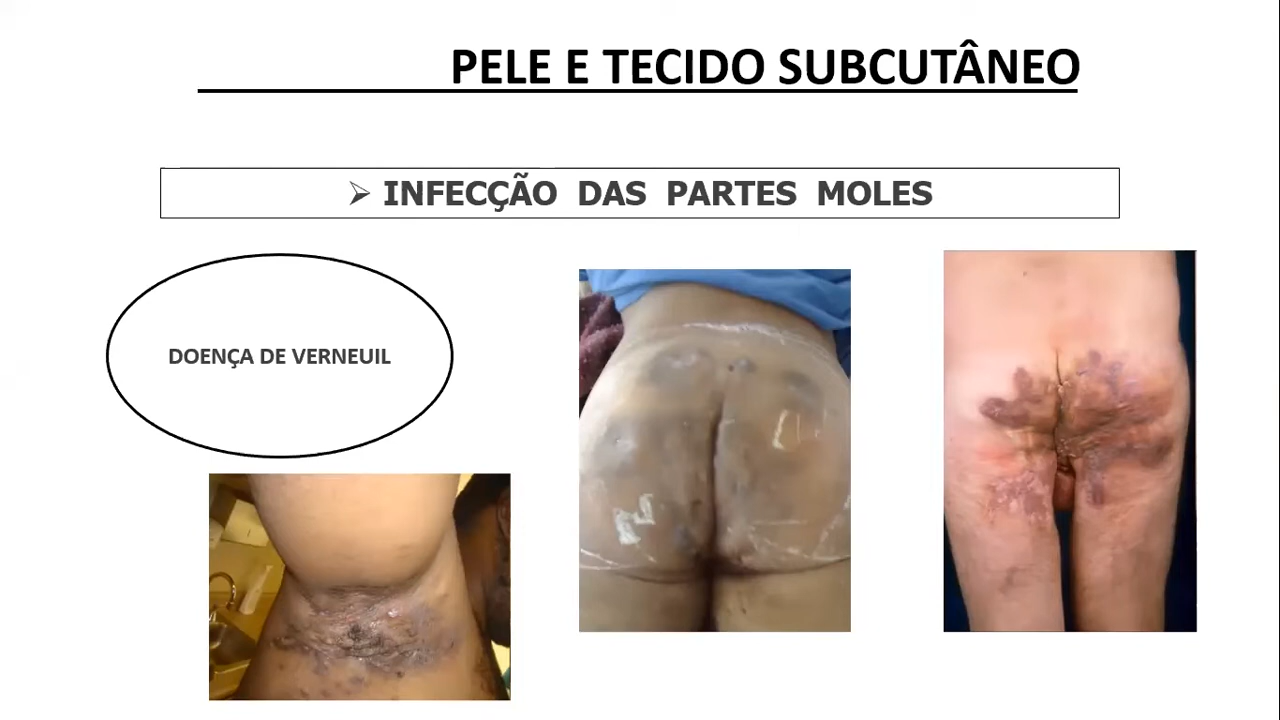 PELE E TECIDO SUBCUTÂNEO
➢ INFECÇÃO DAS PARTES MOLES
DOENÇA DE VERNEUIL